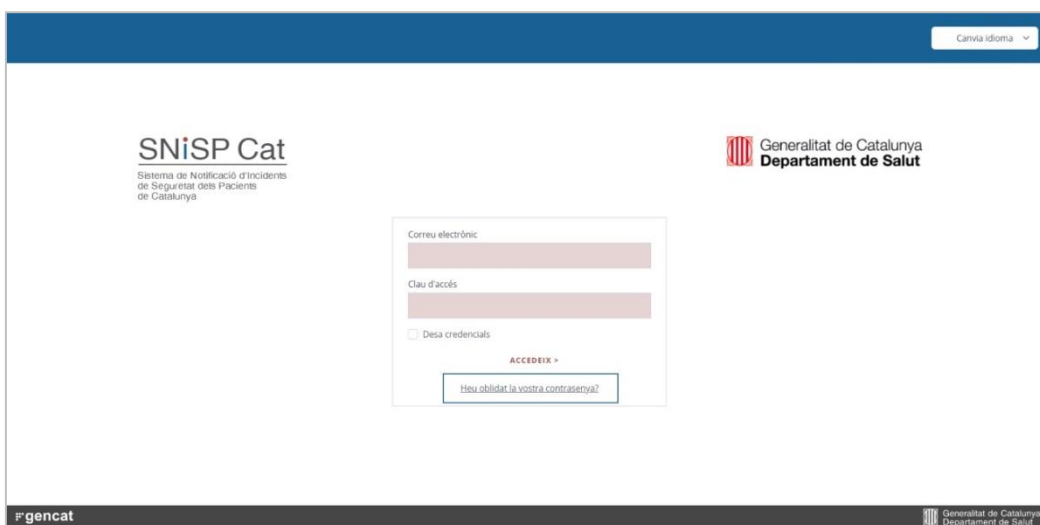 Canvia idioma
SNiSP Cat
Sistema de Notificació d'Incidents
de Seguretat dels Pacients
de Catalunya
Generalitat de Catalunya
Departament de Salut
Correu electrònic
Clau d'accés
Desa credencials
ACCEDEIX >
Heu oblidat la vostra contrasenya?
gencat
Generalitat de Catalunya
Departament de Salut